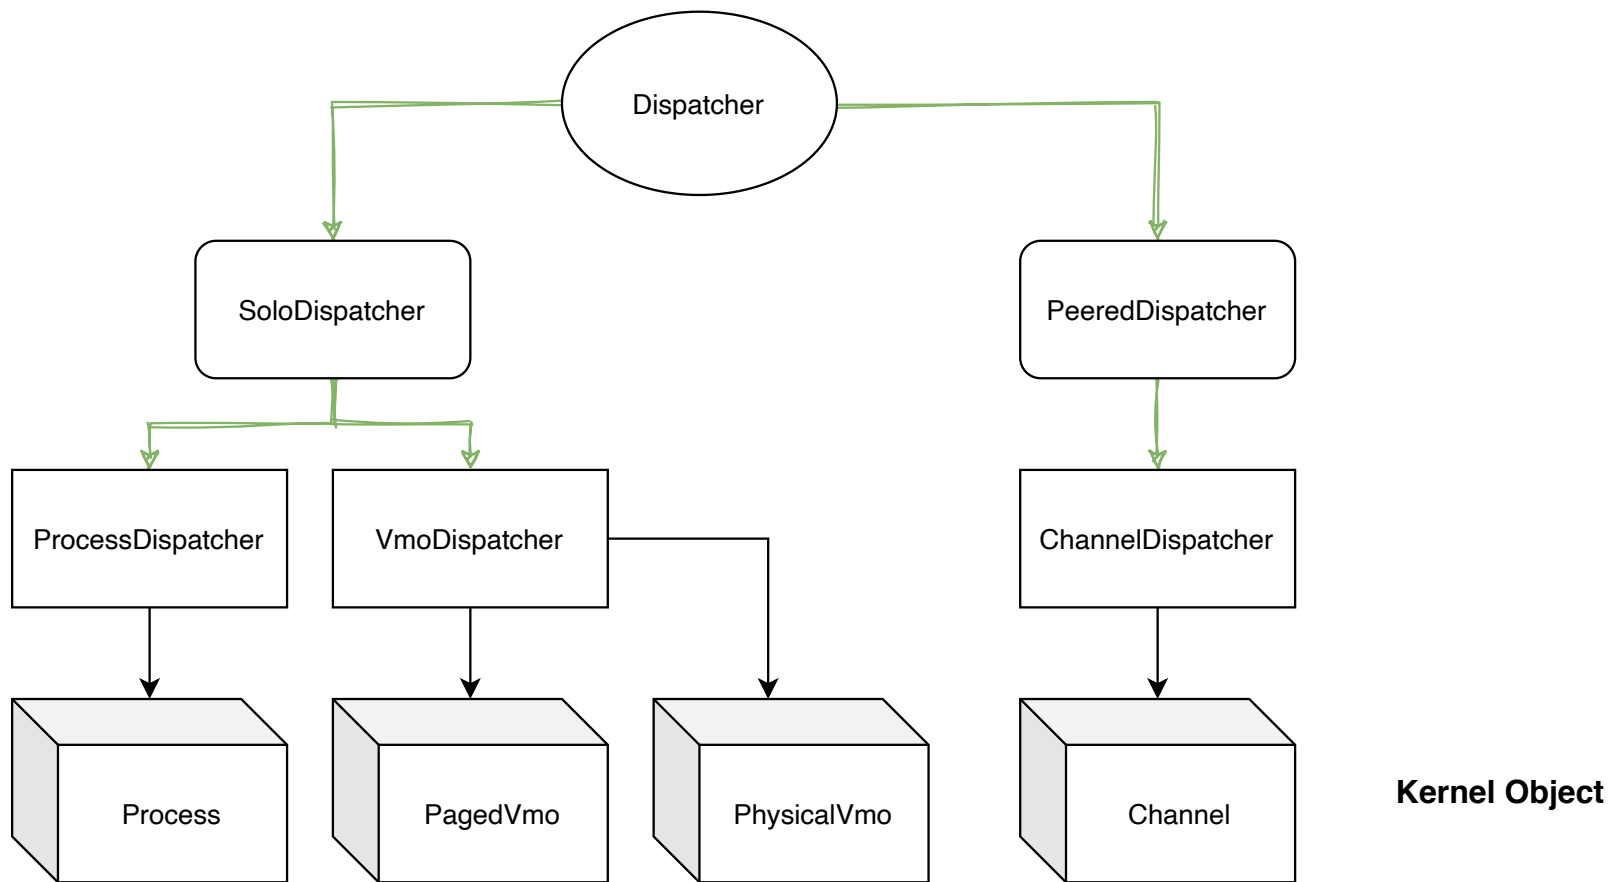 Dispatcher
SoloDispatcher
PeeredDispatcher
ProcessDispatcher
VmoDispatcher
ChannelDispatcher
Process
PagedVmo
PhysicalVmo
Channel
Kernel Object